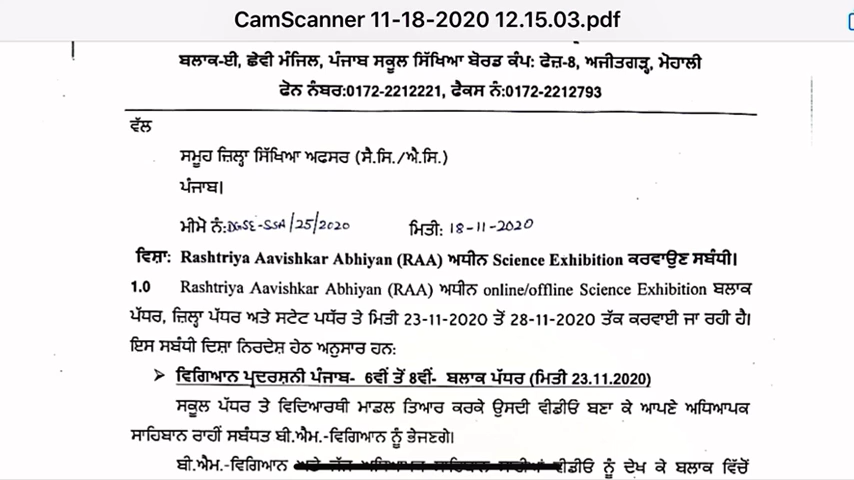 CamScanner 11-18-2020 12.15.03.pdf
ਬਲਾਕ-ਈ, ਛੇਵੀ ਮੰਜਿਲ, ਪੰਜਾਬ ਸਕੂਲ ਸਿੱਖਿਆ ਬੋਰਡ ਕੰਪ: ਫੇਜ਼-8, ਅਜੀਤਗੜ੍ਹ, ਮੋਹਾਲੀ
ਫੋਨ ਨੰਬਰ:0172-2212221, ਫੈਕਸ ਨੰ:0172-2212793
ਵੱਲ
ਸਮੂਹ ਜ਼ਿਲ੍ਹਾ ਸਿੱਖਿਆ ਅਫਸਰ (ਸੈ.ਸਿ./ਐ.ਸਿ.)
ਪੰਜਾਬ।
ਮੀਮੋ ਨੰ:DGSE-SSA/25/2020 ਮਿਤੀ: 18-11-2020
ਵਿਸ਼ਾ: Rashtriya Aavishkar Abhiyan (RAA) ਅਧੀਨ Science Exhibition ਕਰਵਾਉਣ ਸਬੰਧੀ।
1.0 Rashtriya Aavishkar Abhiyan (RAA) ਅਧੀਨ online/offline Science Exhibition ਬਲਾਕ
ਪੱਧਰ, ਜ਼ਿਲ੍ਹਾ ਪੱਧਰ ਅਤੇ ਸਟੇਟ ਪਧੱਰ ਤੇ ਮਿਤੀ 23-11-2020 ਤੋਂ 28-11-2020 ਤੱਕ ਕਰਵਾਈ ਜਾ ਰਹੀ ਹੈ।
ਇਸ ਸਬੰਧੀ ਦਿਸ਼ਾ ਨਿਰਦੇਸ਼ ਹੇਠ ਅਨੁਸਾਰ ਹਨ:
➤ ਵਿਗਿਆਨ ਪ੍ਰਦਰਸ਼ਨੀ ਪੰਜਾਬ- 6ਵੀਂ ਤੋਂ 8ਵੀਂ- ਬਲਾਕ ਪੱਧਰ (ਮਿਤੀ 23.11.2020)
ਸਕੂਲ ਪੱਧਰ ਤੇ ਵਿਦਿਆਰਥੀ ਮਾਡਲ ਤਿਆਰ ਕਰਕੇ ਉਸਦੀ ਵੀਡੀਓ ਬਣਾ ਕੇ ਆਪਣੇ ਅਧਿਆਪਕ
ਸਾਹਿਬਾਨ ਰਾਹੀਂ ਸਬੰਧਤ ਬੀ.ਐਮ.-ਵਿਗਿਆਨ ਨੂੰ ਭੇਜਣਗੇ।
ਬੀ.ਐਮ.-ਵਿਗਿਆਨ ਵੀਡੀਓ ਨੂੰ ਦੇਖ ਕੇ ਬਲਾਕ ਵਿੱਚੋਂ